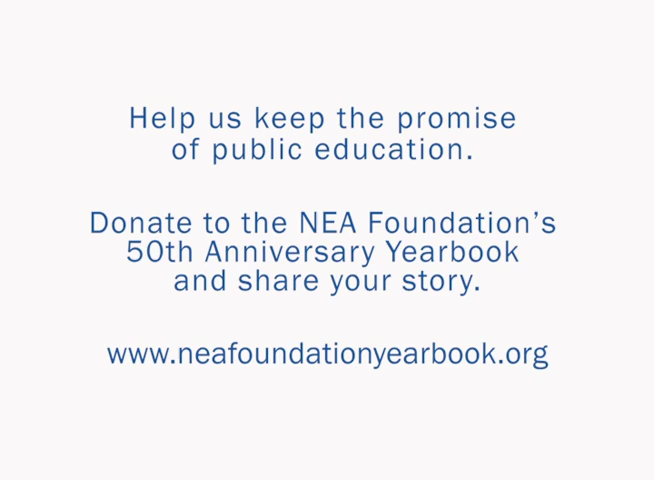 Help us keep the promise
of public education.
Donate to the NEA Foundation’s
50th Anniversary Yearbook
and share your story.
www.neafoundationyearbook.org